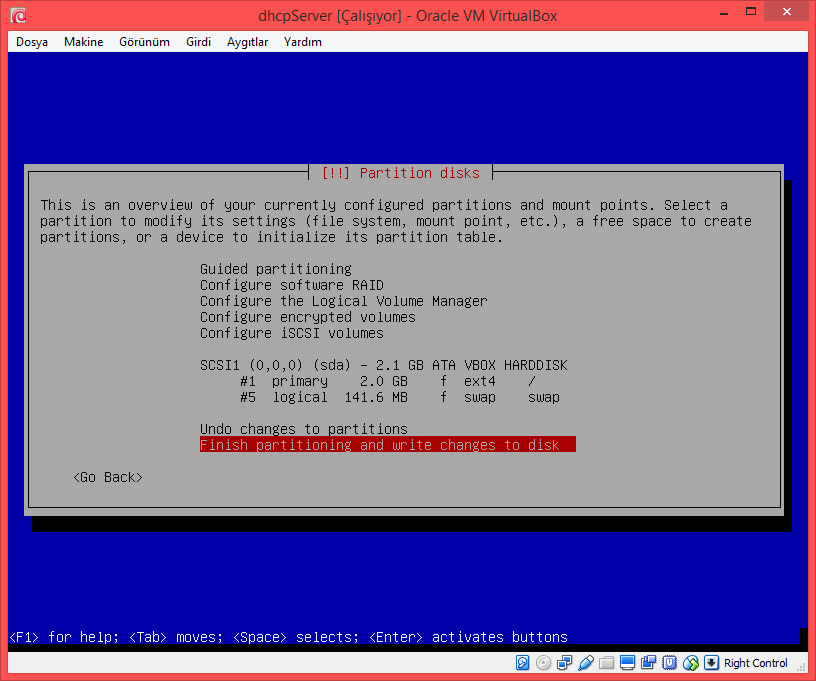 dhcpServer [Çalışıyor] - Oracle VM VirtualBox
Dosya Makine Görünüm Girdi Aygıtlar Yardım
[!!] Partition disks
This is an overview of your currently configured partitions and mount points. Select a
partition to modify its settings (file system, mount point, etc.), a free space to create
partitions, or a device to initialize its partition table.
Guided partitioning
Configure software RAID
Configure the Logical Volume Manager
Configure encrypted volumes
Configure iSCSI volumes
SCSI1 (0,0,0) (sda) - 2.1 GB ATA VBOX HARDDISK
#1 primary 2.0 GB f ext4 /
#5 logical 141.6 MB f swap swap
Undo changes to partitions
Finish partitioning and write changes to disk
<Go Back>
<F1> for help; <Tab> moves; <Space> selects; <Enter> activates buttons
Right Control